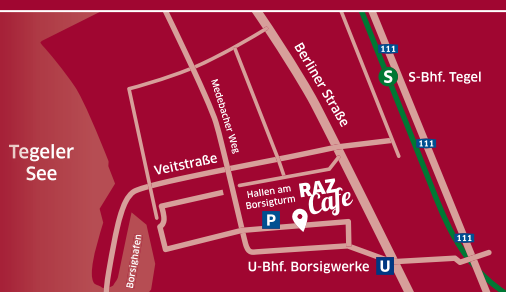 111
S
S-Bhf. Tegel
Berliner Straße
Medebacher Weg
111
Tegeler
See
Veitstraße
Hallen am
Borsigturm
RAZ
Café
P
111
Borsighafen
U-Bhf. Borsigwerke
U